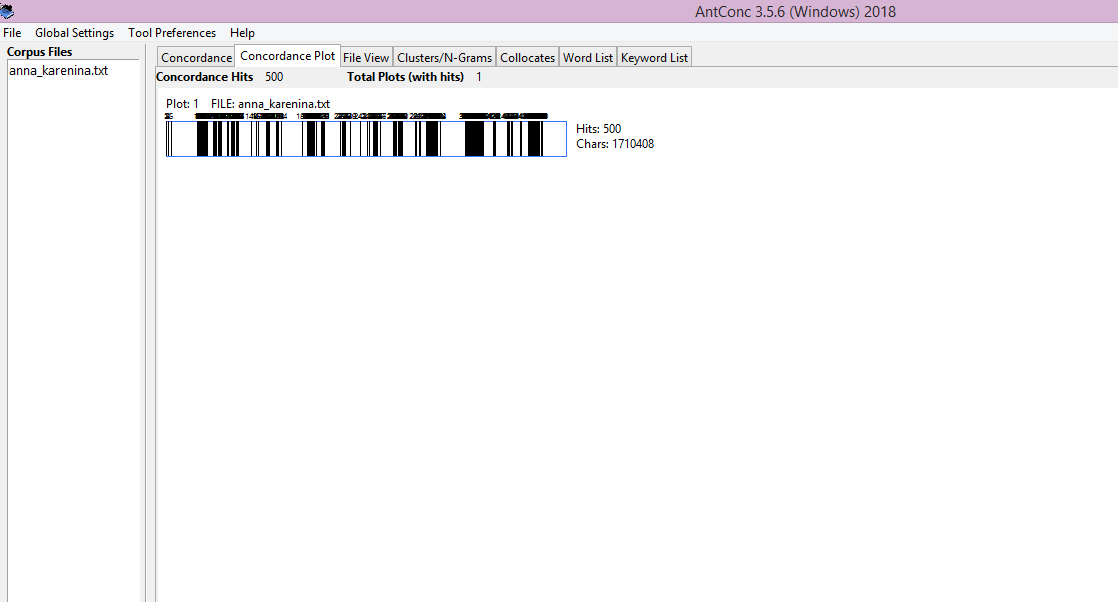 AntConc 3.5.6 (Windows) 2018
File Global Settings Tool Preferences Help
Corpus Files
anna_karenina.txt
Concordance Concordance Plot File View Clusters/N-Grams Collocates Word List Keyword List
Concordance Hits 500 Total Plots (with hits) 1
Plot: 1 FILE: anna_karenina.txt
Hits: 500
Chars: 1710408